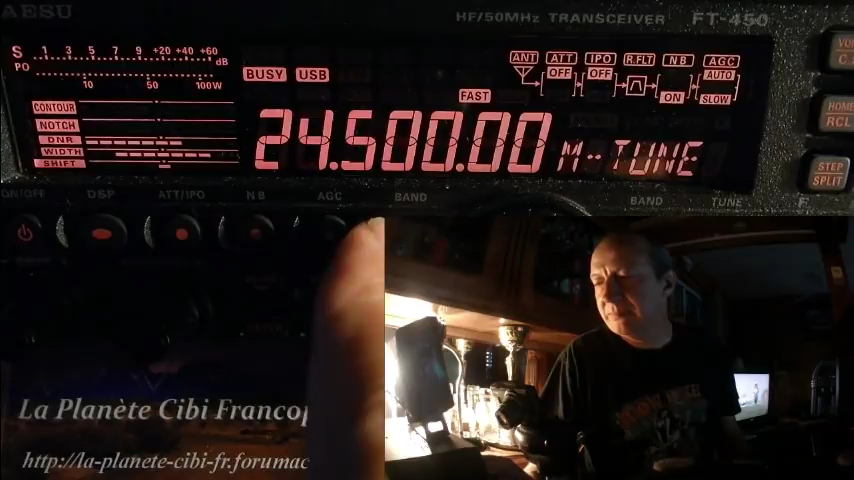 AESU
HF/50MHz TRANSCEIVER FT-450
S 1 3 5 7 9 +20 +40 +60 dB
PO 10 50 100W
BUSY USB
ANT ATT IPO R.FLT NB AGC
OFF OFF AUTO
ON SLOW
FAST
CONTOUR
NOTCH
DNR
WIDTH
SHIFT
24.500.00 M-TUNE
HOME
RCL
STEP
SPLIT
ON/OFF DSP ATT/IPO NB AGC BAND BAND TUNE F
La Planète Cibi Francop
http://la-planete-cibi-fr.forumac